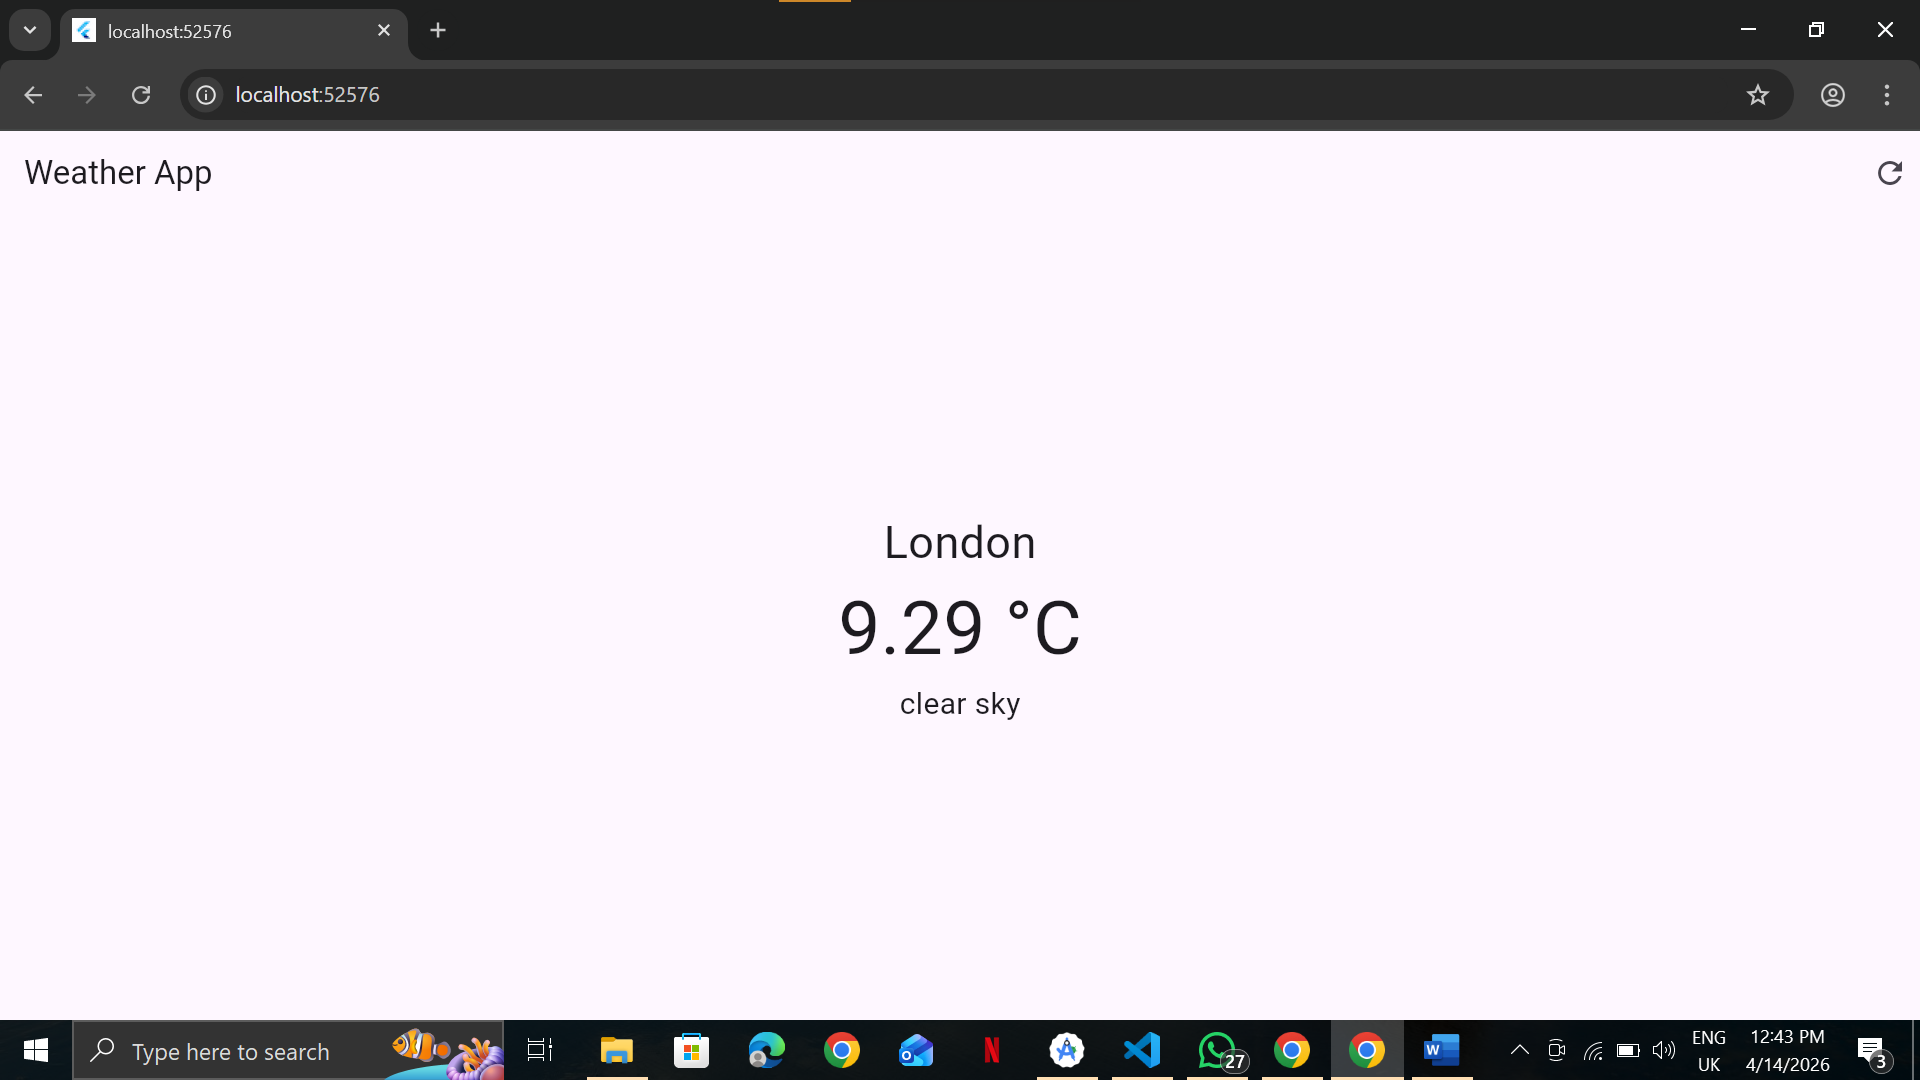 localhost:52576
localhost:52576
Weather App
London
9.29 °C
clear sky
Type here to search
27
ENG
UK
12:43 PM
4/14/2026
3